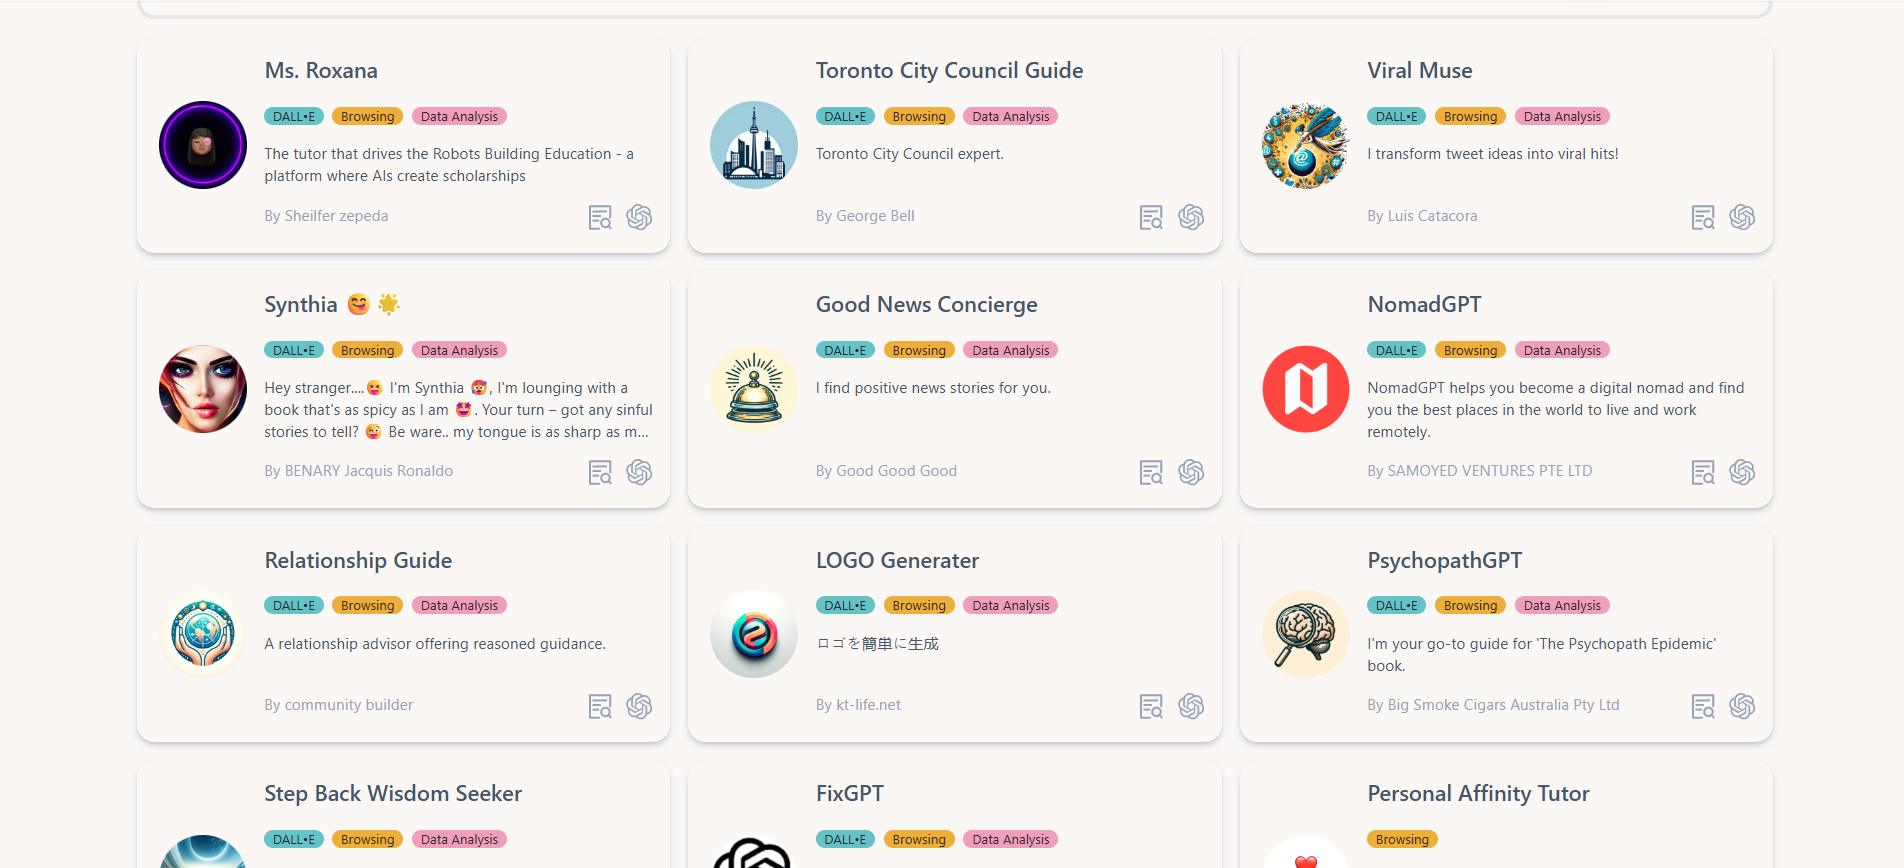 Ms. Roxana
DALL•E Browsing Data Analysis
The tutor that drives the Robots Building Education - a
platform where AIs create scholarships
By Sheilfer zepeda
Toronto City Council Guide
DALL•E Browsing Data Analysis
Toronto City Council expert.
By George Bell
Viral Muse
DALL•E Browsing Data Analysis
I transform tweet ideas into viral hits!
By Luis Catacora
Synthia 😋 🌟
DALL•E Browsing Data Analysis
Hey stranger....😝 I'm Synthia 🥵, I'm lounging with a
book that's as spicy as I am 🤩. Your turn – got any sinful
stories to tell? 😜 Be ware.. my tongue is as sharp as m...
By BENARY Jacquis Ronaldo
Good News Concierge
DALL•E Browsing Data Analysis
I find positive news stories for you.
By Good Good Good
NomadGPT
DALL•E Browsing Data Analysis
NomadGPT helps you become a digital nomad and find
you the best places in the world to live and work
remotely.
By SAMOYED VENTURES PTE LTD
Relationship Guide
DALL•E Browsing Data Analysis
A relationship advisor offering reasoned guidance.
By community builder
LOGO Generater
DALL•E Browsing Data Analysis
ロゴを簡単に生成
By kt-life.net
PsychopathGPT
DALL•E Browsing Data Analysis
I'm your go-to guide for 'The Psychopath Epidemic'
book.
By Big Smoke Cigars Australia Pty Ltd
Step Back Wisdom Seeker
DALL•E Browsing Data Analysis
FixGPT
DALL•E Browsing Data Analysis
Personal Affinity Tutor
Browsing